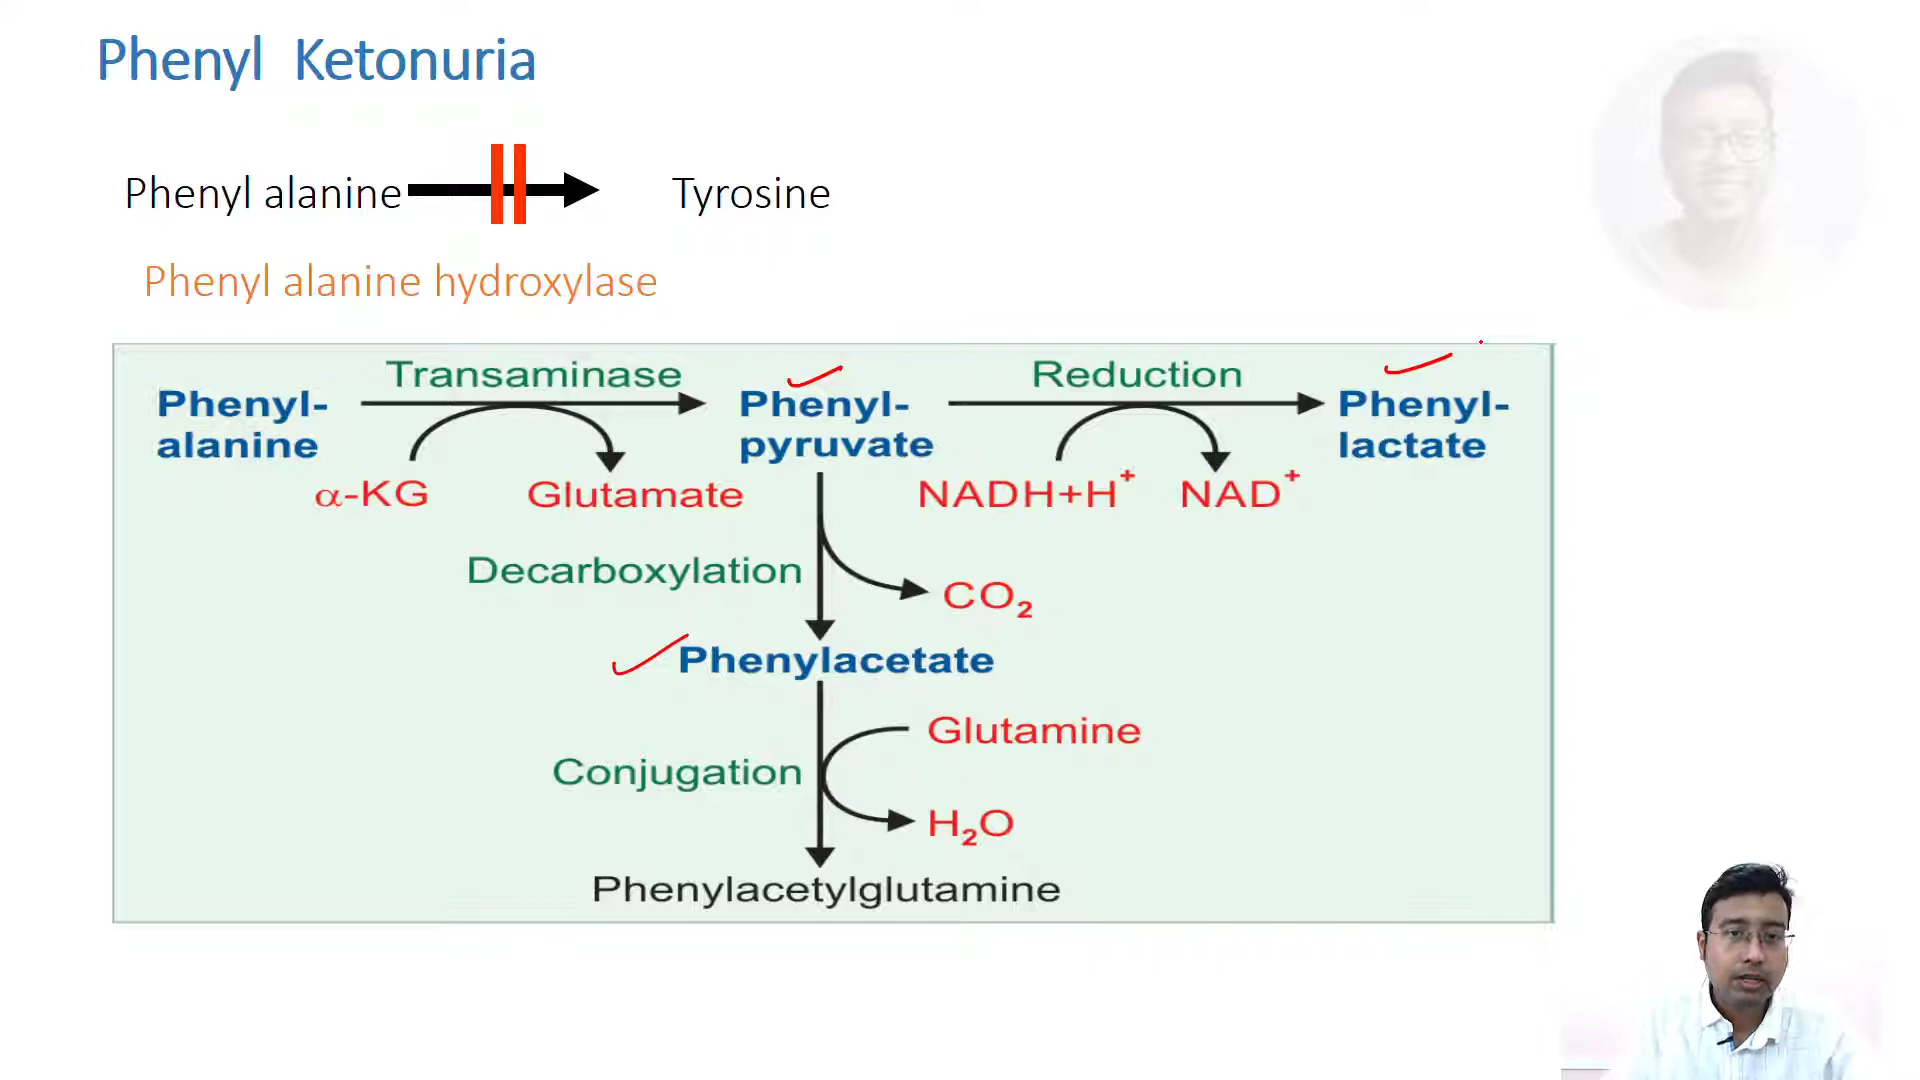 Phenyl Ketonuria
Phenyl alanine Tyrosine
Phenyl alanine hydroxylase
Transaminase Reduction
Phenyl-
alanine
Phenyl-
pyruvate
Phenyl-
lactate
α-KG Glutamate NADH+H⁺ NAD⁺
Decarboxylation
CO₂
Phenylacetate
Glutamine
Conjugation
H₂O
Phenylacetylglutamine